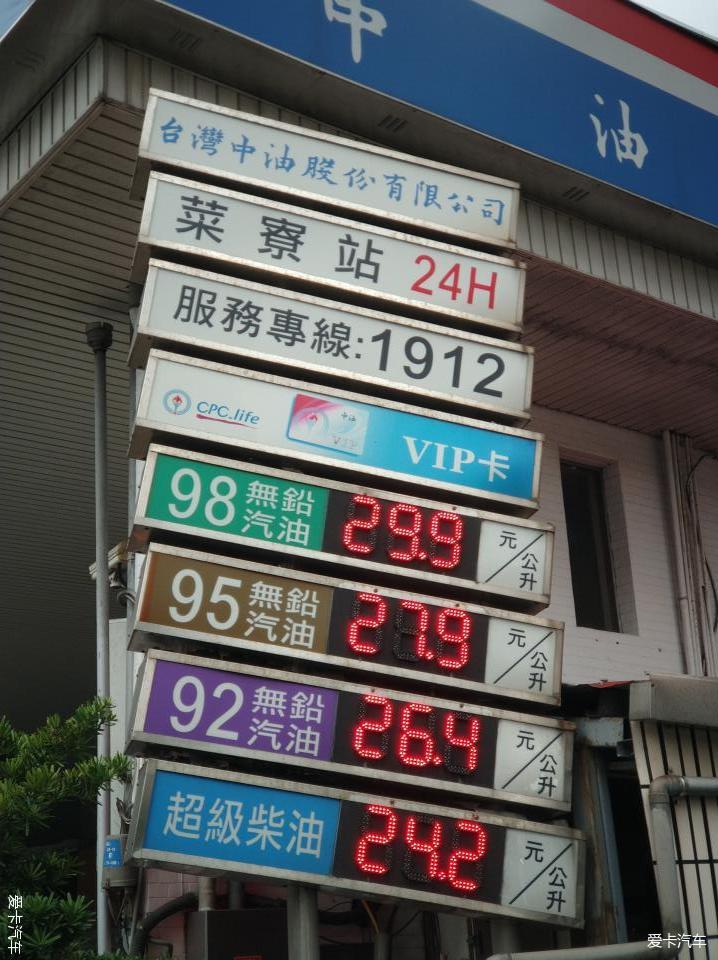 中油
台灣中油股份有限公司
菜寮站 24H
服務專線:1912
CPC.life 中油 VIP VIP卡
98 無鉛汽油 29.9 元/公升
95 無鉛汽油 27.9 元/公升
92 無鉛汽油 26.4 元/公升
超級柴油 24.2 元/公升
爱卡汽车
爱卡汽车